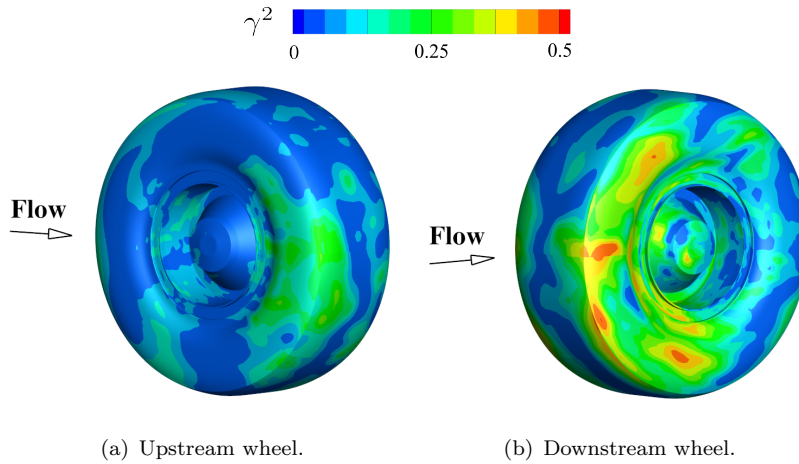 γ²
0 0.25 0.5
Flow
Flow
(a) Upstream wheel. (b) Downstream wheel.